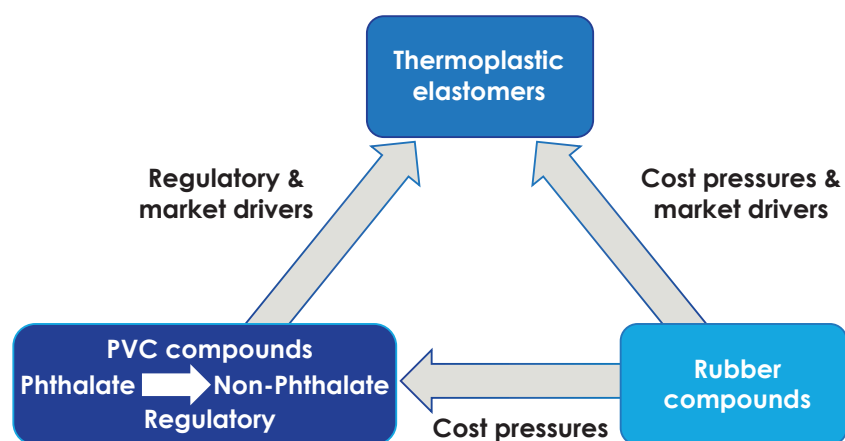 Thermoplastic
elastomers
Regulatory &
market drivers
Cost pressures &
market drivers
PVC compounds
Phthalate Non-Phthalate
Regulatory
Cost pressures
Rubber
compounds